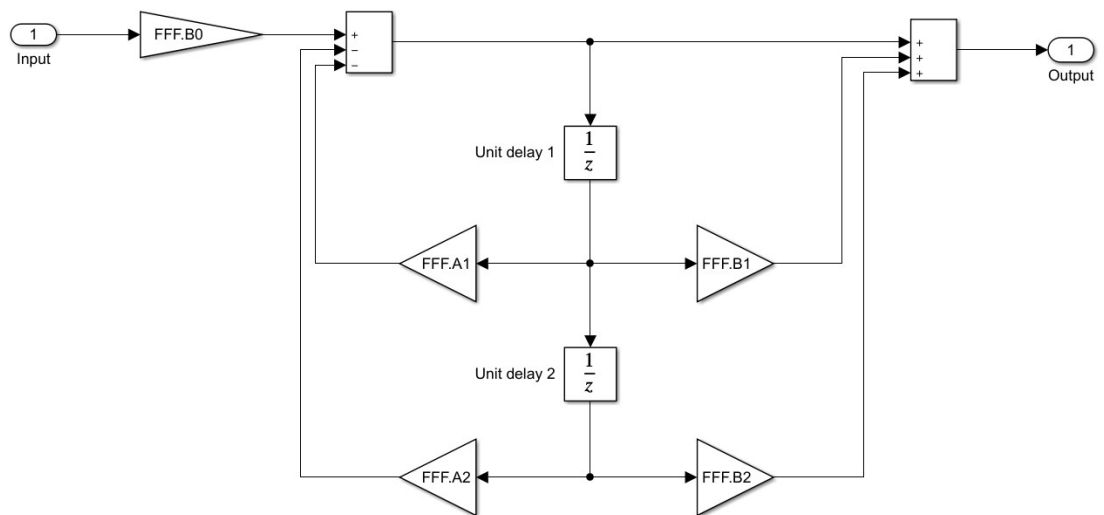 1
Input
FFF.B0
+
−
−
+
+
+
1
Output
Unit delay 1
1
z
FFF.A1
FFF.B1
Unit delay 2
1
z
FFF.A2
FFF.B2